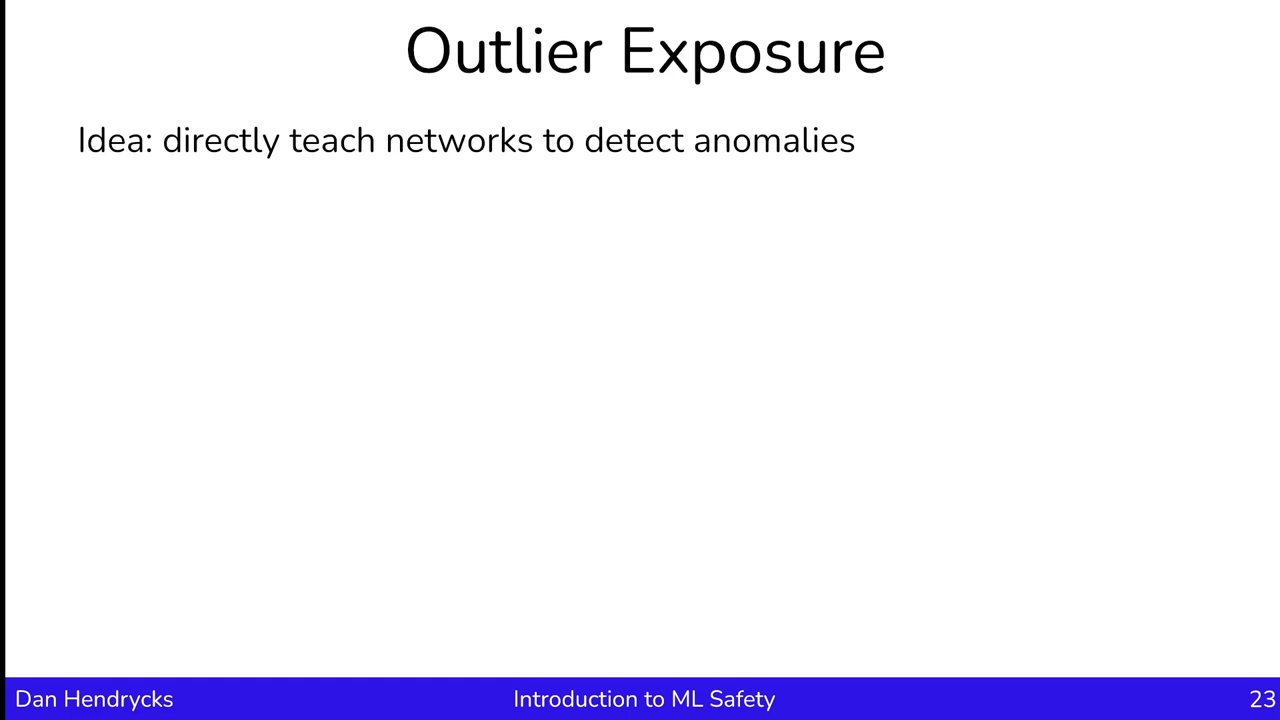 Outlier Exposure
Idea: directly teach networks to detect anomalies
Dan Hendrycks
Introduction to ML Safety
23